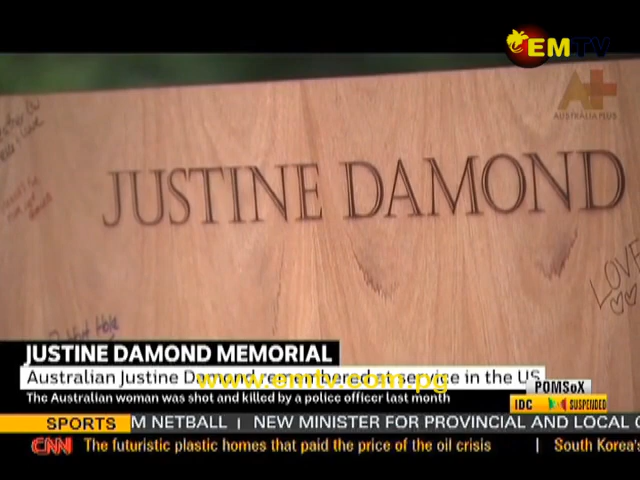 EMTV
A+
AUSTRALIA PLUS
JUSTINE DAMOND
LOVE
JUSTINE DAMOND MEMORIAL
Australian Justine Damond remembered at service in the US
www.emtv.com.pg
The Australian woman was shot and killed by a police officer last month
POMSoX
IDC SUSPENDED
SPORTS M NETBALL | NEW MINISTER FOR PROVINCIAL AND LOCAL
CNN The futuristic plastic homes that paid the price of the oil crisis | South Korea's